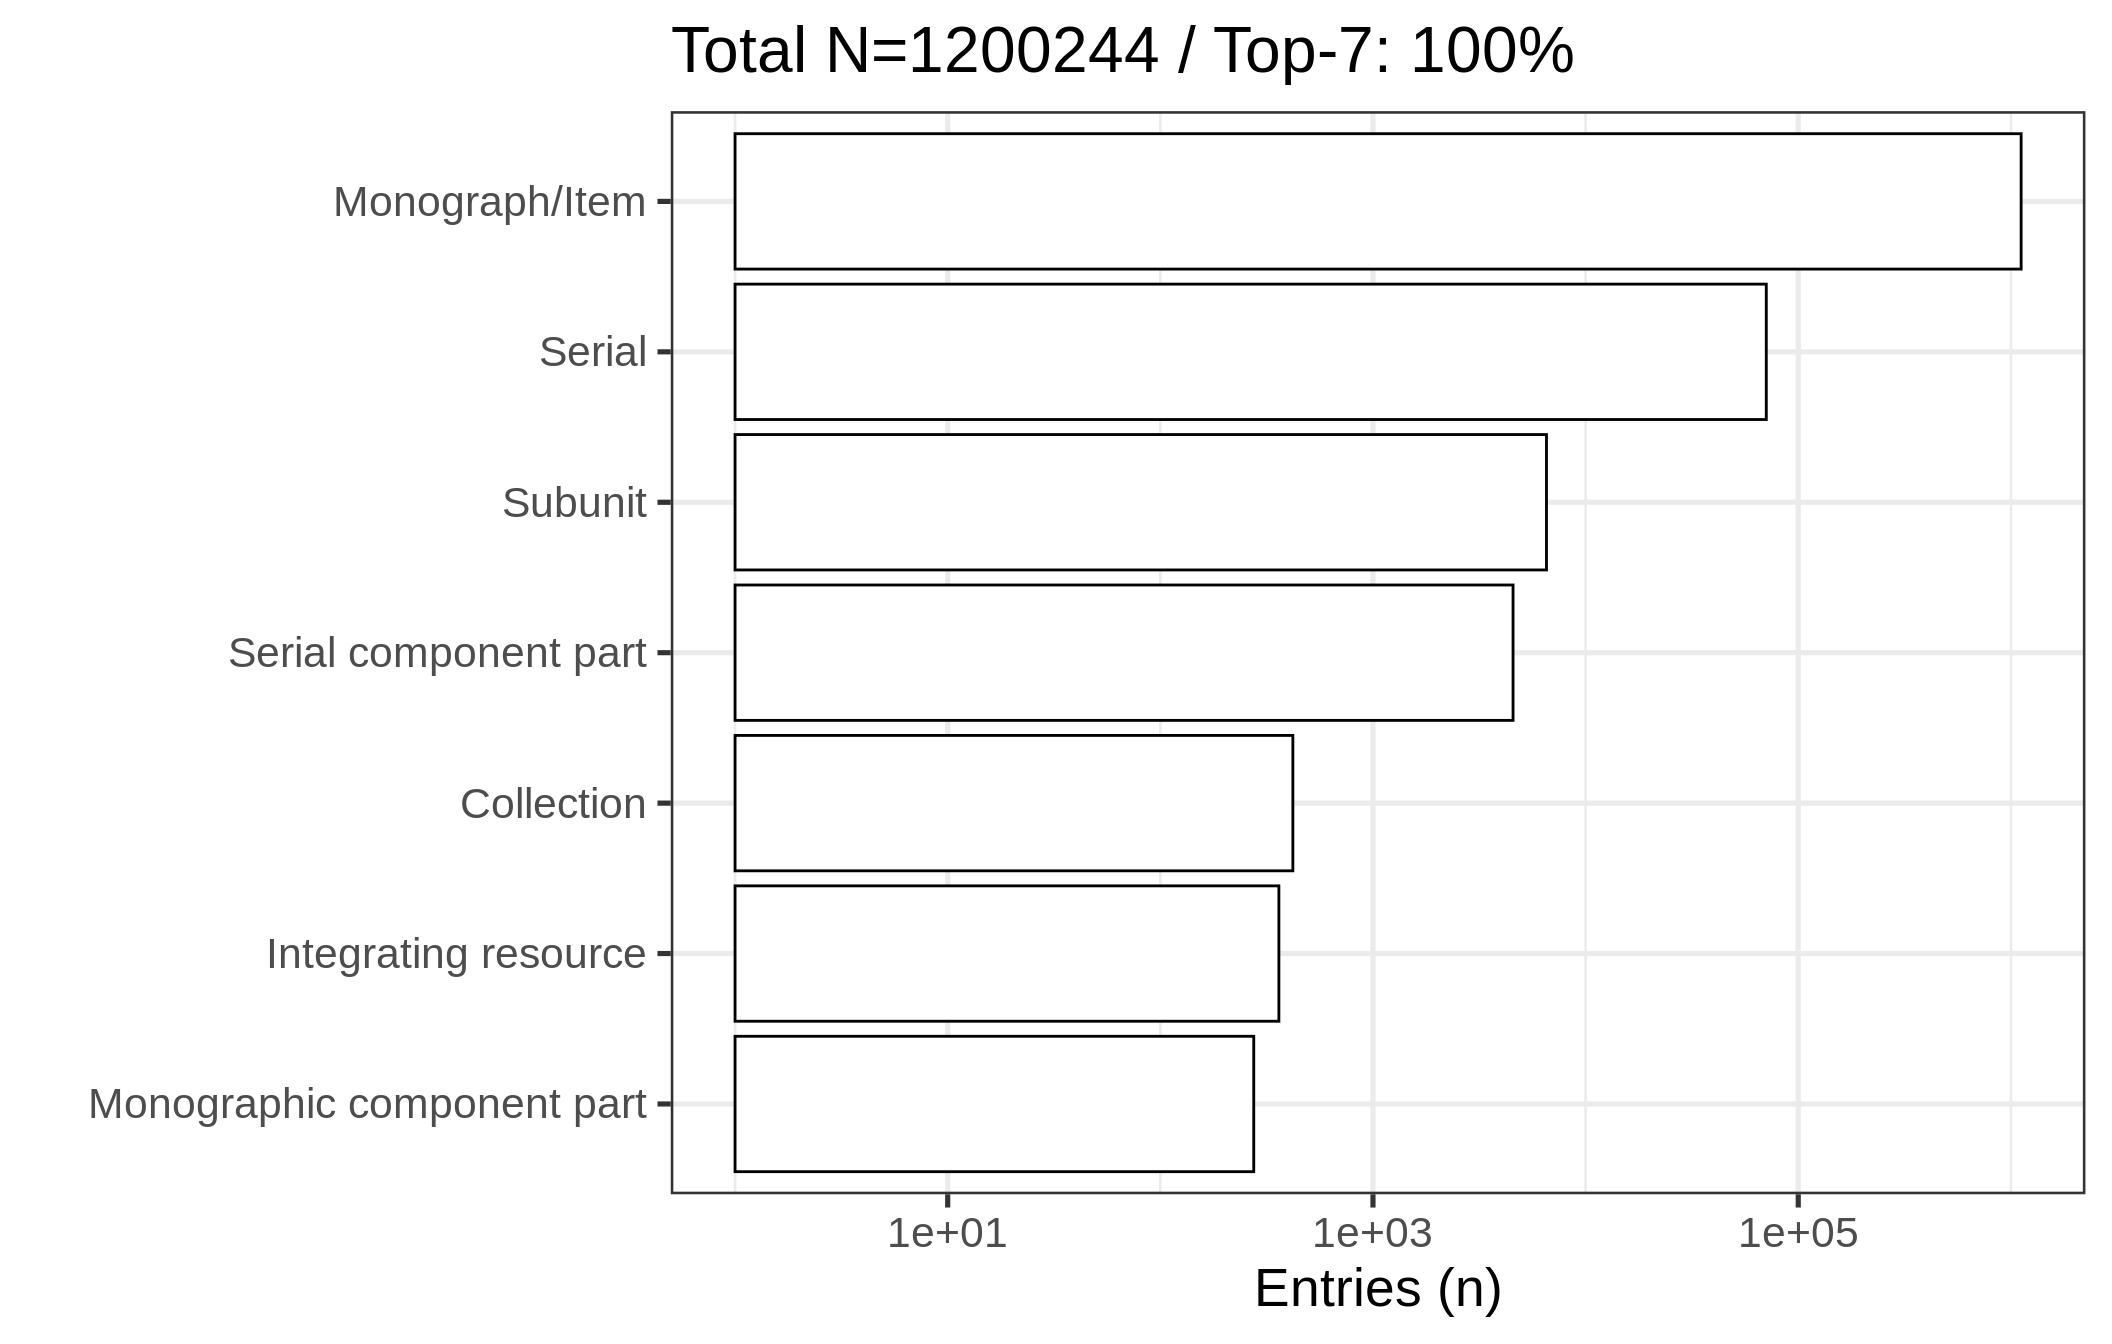 Total N=1200244 / Top-7: 100%
Monograph/Item
Serial
Subunit
Serial component part
Collection
Integrating resource
Monographic component part
1e+01 1e+03 1e+05
Entries (n)